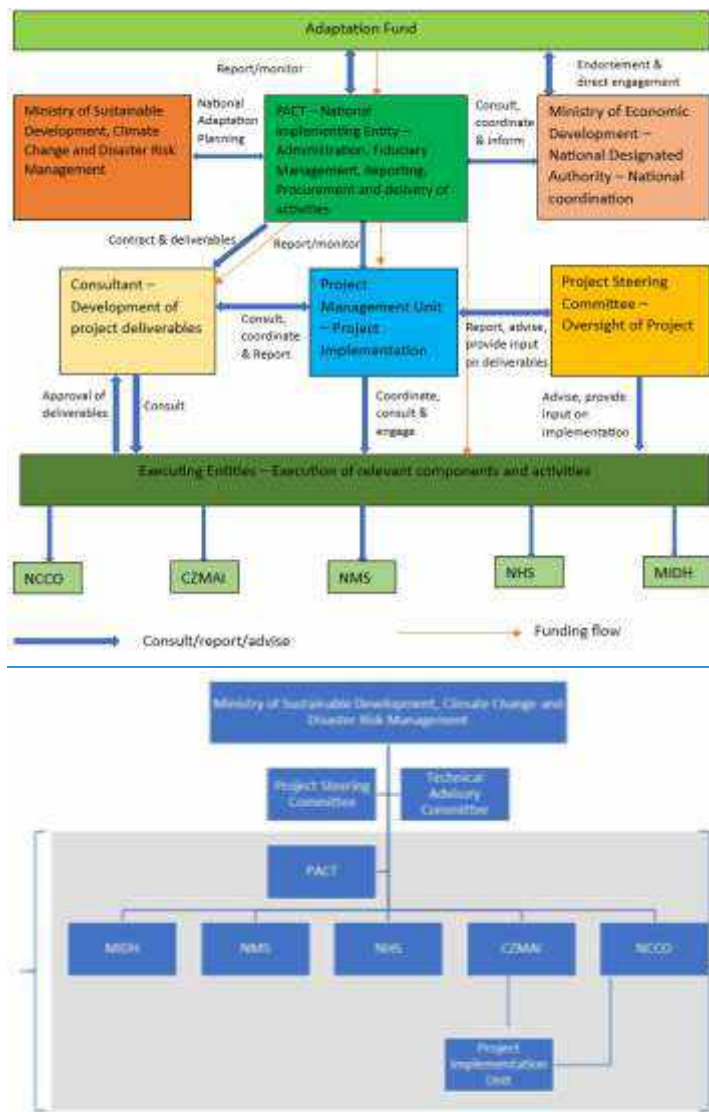 Adaptation Fund
Report/monitor
Endorsement &
direct engagement
Ministry of Sustainable
Development, Climate
Change and Disaster Risk
Management
National
Adaptation
Planning
PACT – National
Implementing Entity –
Administration, Fiduciary
Management, Reporting,
Procurement and delivery of
activities
Consult,
coordinate
& inform
Ministry of Economic
Development –
National Designated
Authority – National
coordination
Contract & deliverables
Report/monitor
Consultant –
Development of
project deliverables
Consult,
coordinate
& Report
Project
Management Unit
– Project
Implementation
Report, advise,
provide input
on deliverables
Project Steering
Committee –
Oversight of Project
Approval of
deliverables
Consult
Coordinate,
consult &
engage
Advise, provide
input on
implementation
Executing Entities – Execution of relevant components and activities
NCCO
CZMAI
NMS
NHS
MIDH
Consult/report/advise
Funding flow
Ministry of Sustainable Development, Climate Change and
Disaster Risk Management
Project Steering
Committee
Technical
Advisory
Committee
PACT
MIDH
NMS
NHS
CZMAI
NCCO
Project
Implementation
Unit